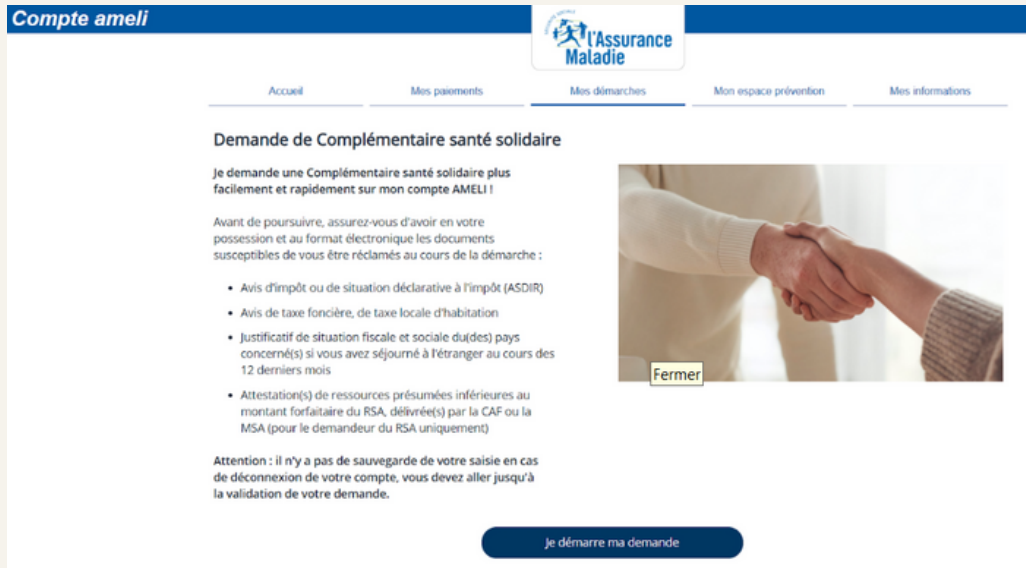 Compte ameli
SÉCURITÉ SOCIALE
l'Assurance
Maladie
Accueil
Mes paiements
Mes démarches
Mon espace prévention
Mes informations
Demande de Complémentaire santé solidaire
Je demande une Complémentaire santé solidaire plus
facilement et rapidement sur mon compte AMELI !
Avant de poursuivre, assurez-vous d'avoir en votre
possession et au format électronique les documents
susceptibles de vous être réclamés au cours de la démarche :
• Avis d'impôt ou de situation déclarative à l'impôt (ASDIR)
• Avis de taxe foncière, de taxe locale d'habitation
• Justificatif de situation fiscale et sociale du(des) pays
concerné(s) si vous avez séjourné à l'étranger au cours des
12 derniers mois
• Attestation(s) de ressources présumées inférieures au
montant forfaitaire du RSA, délivrée(s) par la CAF ou la
MSA (pour le demandeur du RSA uniquement)
Attention : il n'y a pas de sauvegarde de votre saisie en cas
de déconnexion de votre compte, vous devez aller jusqu'à
la validation de votre demande.
Fermer
Je démarre ma demande